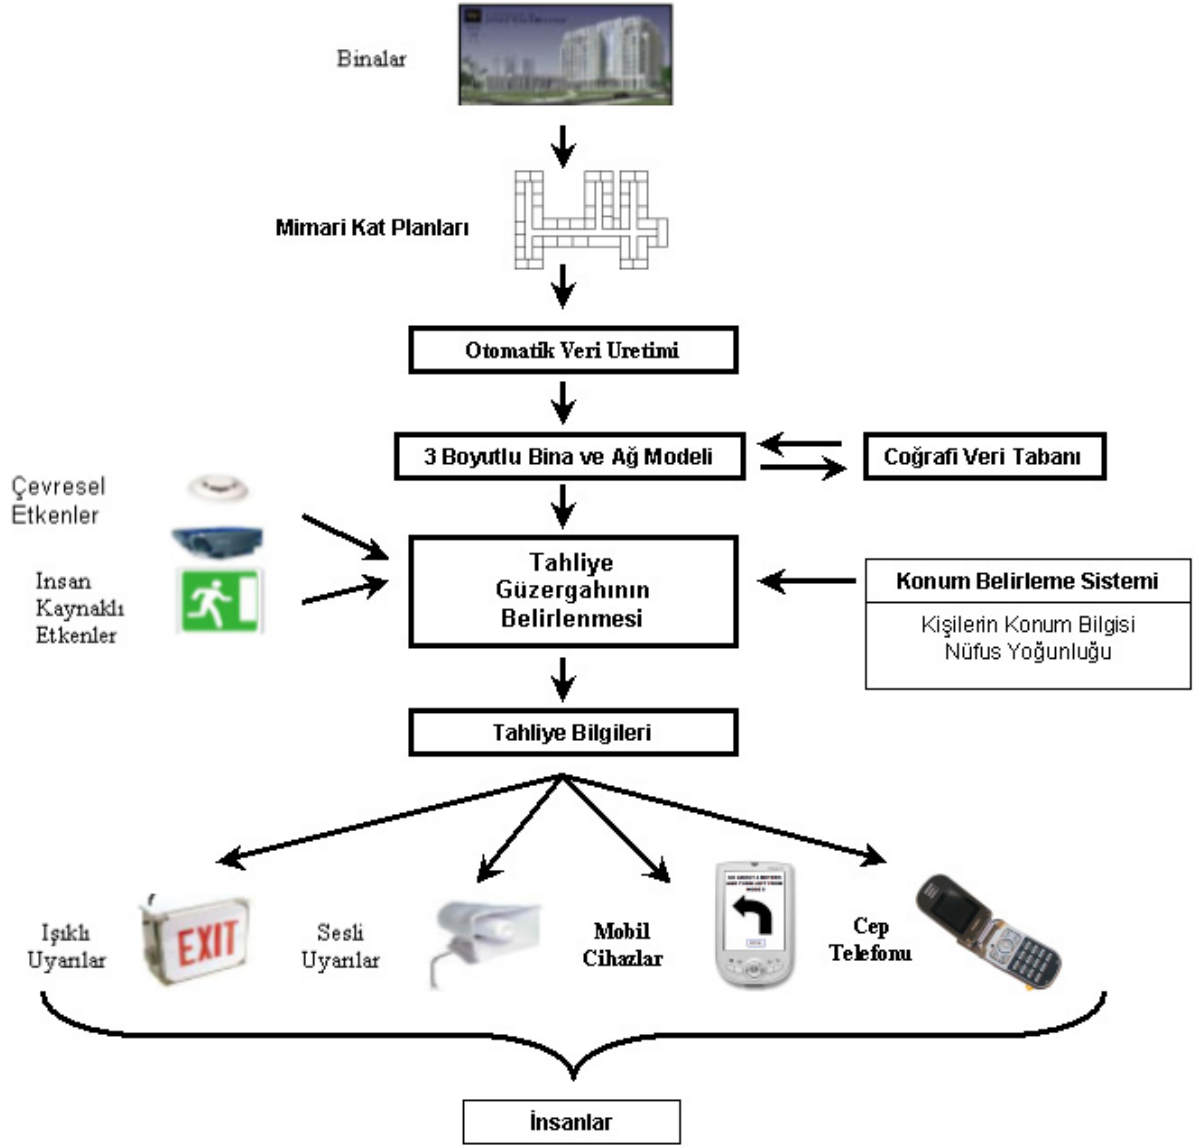 Binalar
Mimari Kat Planları
Otomatik Veri Uretimi
3 Boyutlu Bina ve Ağ Modeli
Coğrafi Veri Tabanı
Çevresel
Etkenler
Insan
Kaynaklı
Etkenler
Tahliye
Güzergahının
Belirlenmesi
Konum Belirleme Sistemi
Kişilerin Konum Bilgisi
Nüfus Yoğunluğu
Tahliye Bilgileri
Işıklı
Uyarılar
EXIT
Sesli
Uyarılar
Mobil
Cihazlar
Cep
Telefonu
İnsanlar